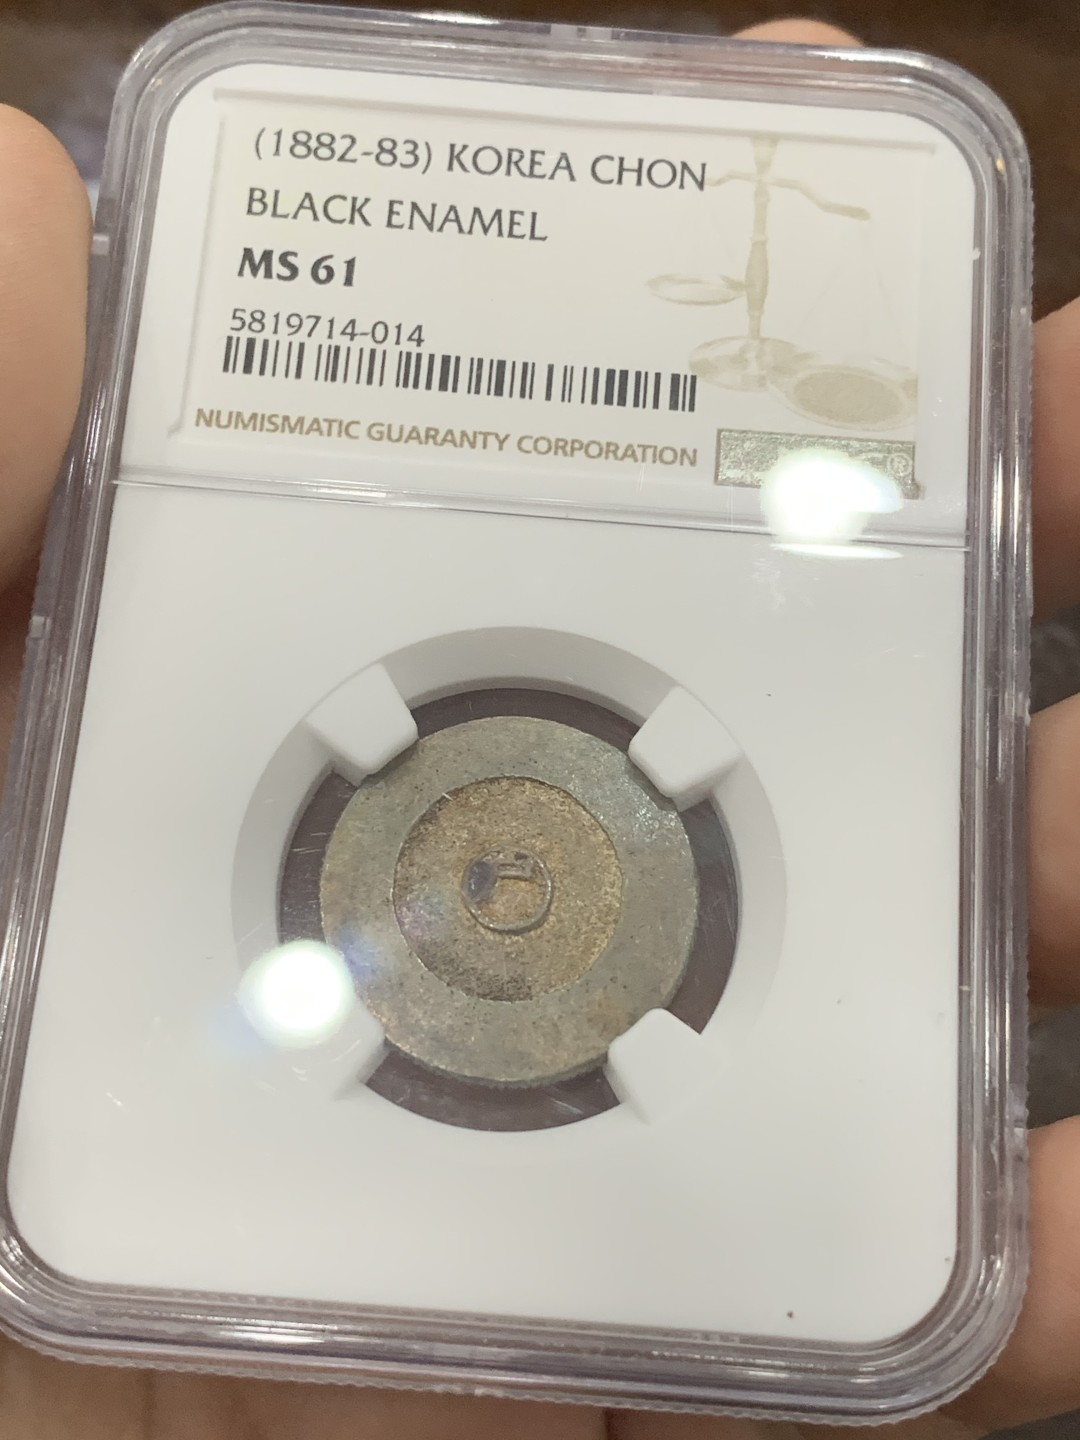 (1882-83) KOREA CHON
BLACK ENAMEL
MS 61
5819714-014
NUMISMATIC GUARANTY CORPORATION
®